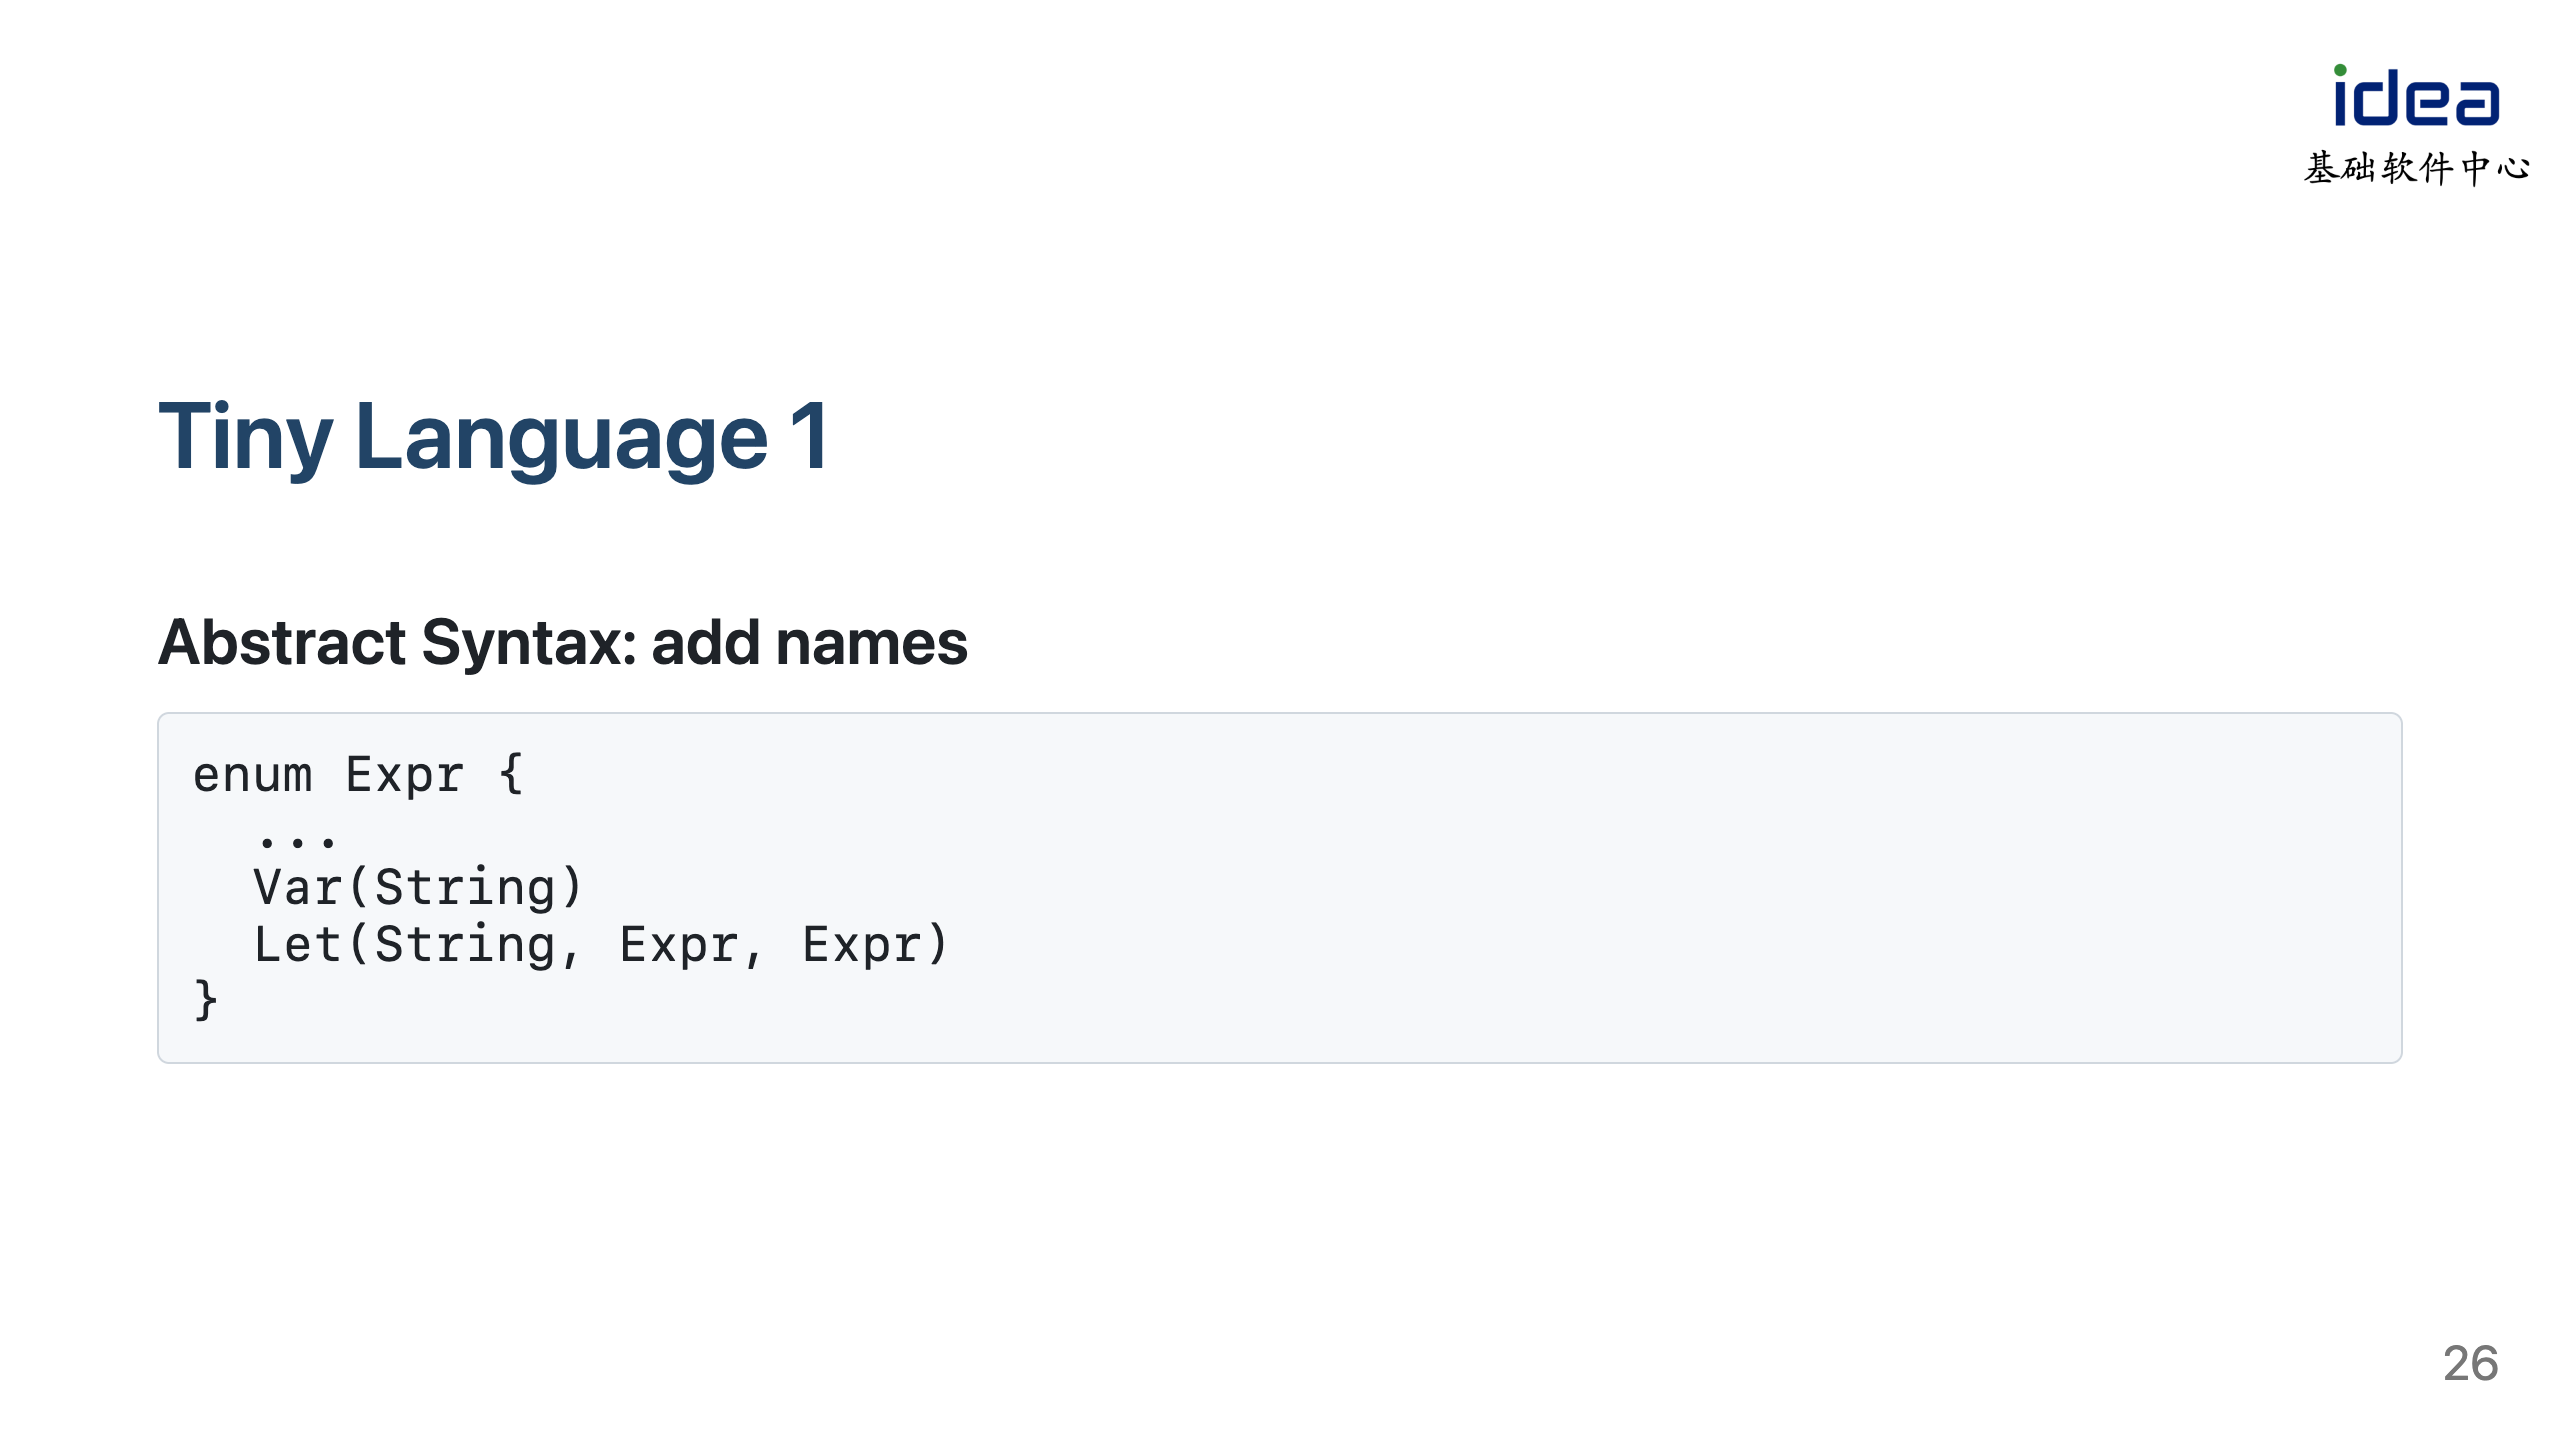 idea
基础软件中心
Tiny Language 1
Abstract Syntax: add names
enum Expr {
  ...
  Var(String)
  Let(String, Expr, Expr)
}
26